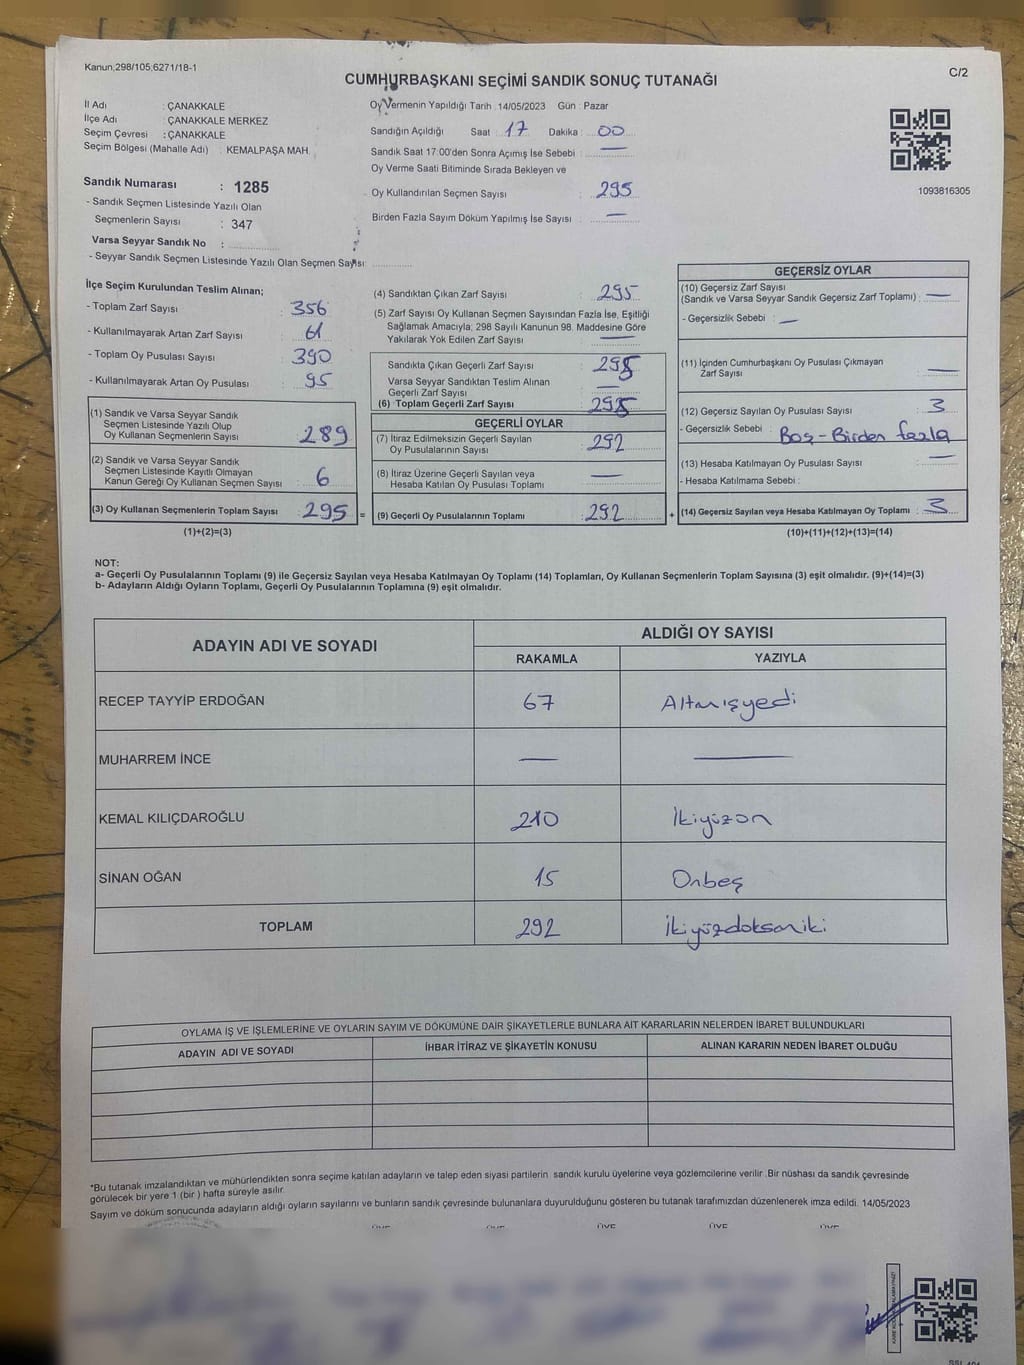 Kanun;298/105;6271/18-1
C/2
CUMHURBAŞKANI SEÇİMİ SANDIK SONUÇ TUTANAĞI
İl Adı : ÇANAKKALE
İlçe Adı : ÇANAKKALE MERKEZ
Seçim Çevresi : ÇANAKKALE
Seçim Bölgesi (Mahalle Adı) : KEMALPAŞA MAH.
Sandık Numarası : 1285
- Sandık Seçmen Listesinde Yazılı Olan
Seçmenlerin Sayısı : 347
Varsa Seyyar Sandık No :
- Seyyar Sandık Seçmen Listesinde Yazılı Olan Seçmen Sayısı:
Oy Vermenin Yapıldığı Tarih : 14/05/2023 Gün : Pazar
Sandığın Açıldığı Saat : 17 Dakika : 00
Sandık Saat 17:00'den Sonra Açımış İse Sebebi : —
Oy Verme Saati Bitiminde Sırada Bekleyen ve
Oy Kullandırılan Seçmen Sayısı : 295
Birden Fazla Sayım Döküm Yapılmış İse Sayısı : —
1093816305
İlçe Seçim Kurulundan Teslim Alınan;
- Toplam Zarf Sayısı : 356
- Kullanılmayarak Artan Zarf Sayısı : 61
- Toplam Oy Pusulası Sayısı : 390
- Kullanılmayarak Artan Oy Pusulası : 95
(1) Sandık ve Varsa Seyyar Sandık
Seçmen Listesinde Yazılı Olup
Oy Kullanan Seçmenlerin Sayısı : 289
(2) Sandık ve Varsa Seyyar Sandık
Seçmen Listesinde Kayıtlı Olmayan
Kanun Gereği Oy Kullanan Seçmen Sayısı : 6
(3) Oy Kullanan Seçmenlerin Toplam Sayısı : 295
(1)+(2)=(3)
(4) Sandıktan Çıkan Zarf Sayısı : 295
(5) Zarf Sayısı Oy Kullanan Seçmen Sayısından Fazla İse, Eşitliği
Sağlamak Amacıyla; 298 Sayılı Kanunun 98. Maddesine Göre
Yakılarak Yok Edilen Zarf Sayısı : —
Sandıkta Çıkan Geçerli Zarf Sayısı : 295
Varsa Seyyar Sandıktan Teslim Alınan
Geçerli Zarf Sayısı : —
(6) Toplam Geçerli Zarf Sayısı : 295
GEÇERLİ OYLAR
(7) İtiraz Edilmeksizin Geçerli Sayılan
Oy Pusulalarının Sayısı : 292
(8) İtiraz Üzerine Geçerli Sayılan veya
Hesaba Katılan Oy Pusulası Toplamı : —
= (9) Geçerli Oy Pusulalarının Toplamı : 292
GEÇERSİZ OYLAR
(10) Geçersiz Zarf Sayısı
(Sandık ve Varsa Seyyar Sandık Geçersiz Zarf Toplamı) : —
- Geçersizlik Sebebi : —
(11) İçinden Cumhurbaşkanı Oy Pusulası Çıkmayan
Zarf Sayısı : —
(12) Geçersiz Sayılan Oy Pusulası Sayısı : 3
- Geçersizlik Sebebi : Boş-Birden fazla
(13) Hesaba Katılmayan Oy Pusulası Sayısı : —
- Hesaba Katılmama Sebebi :
+ (14) Geçersiz Sayılan veya Hesaba Katılmayan Oy Toplamı : 3
(10)+(11)+(12)+(13)=(14)
NOT:
a- Geçerli Oy Pusulalarının Toplamı (9) ile Geçersiz Sayılan veya Hesaba Katılmayan Oy Toplamı (14) Toplamları, Oy Kullanan Seçmenlerin Toplam Sayısına (3) eşit olmalıdır. (9)+(14)=(3)
b- Adayların Aldığı Oyların Toplamı, Geçerli Oy Pusulalarının Toplamına (9) eşit olmalıdır.
ADAYIN ADI VE SOYADI
ALDIĞI OY SAYISI
RAKAMLA YAZIYLA
RECEP TAYYİP ERDOĞAN 67 Altmışyedi
MUHARREM İNCE — —
KEMAL KILIÇDAROĞLU 210 İkiyüzon
SİNAN OĞAN 15 Onbeş
TOPLAM 292 İkiyüzdoksaniki
OYLAMA İŞ VE İŞLEMLERİNE VE OYLARIN SAYIM VE DÖKÜMÜNE DAİR ŞİKAYETLERLE BUNLARA AİT KARARLARIN NELERDEN İBARET BULUNDUKLARI
ADAYIN ADI VE SOYADI İHBAR İTİRAZ VE ŞİKAYETİN KONUSU ALINAN KARARIN NEDEN İBARET OLDUĞU
*Bu tutanak imzalandıktan ve mühürlendikten sonra seçime katılan adayların ve talep eden siyasi partilerin sandık kurulu üyelerine veya gözlemcilerine verilir. Bir nüshası da sandık çevresinde
görülecek bir yere 1 (bir) hafta süreyle asılır.
Sayım ve döküm sonucunda adayların aldığı oyların sayılarını ve bunların sandık çevresinde bulunanlara duyurulduğunu gösteren bu tutanak tarafımızdan düzenlenerek imza edildi. 14/05/2023
ÜYE ÜYE ÜYE ÜYE ÜYE